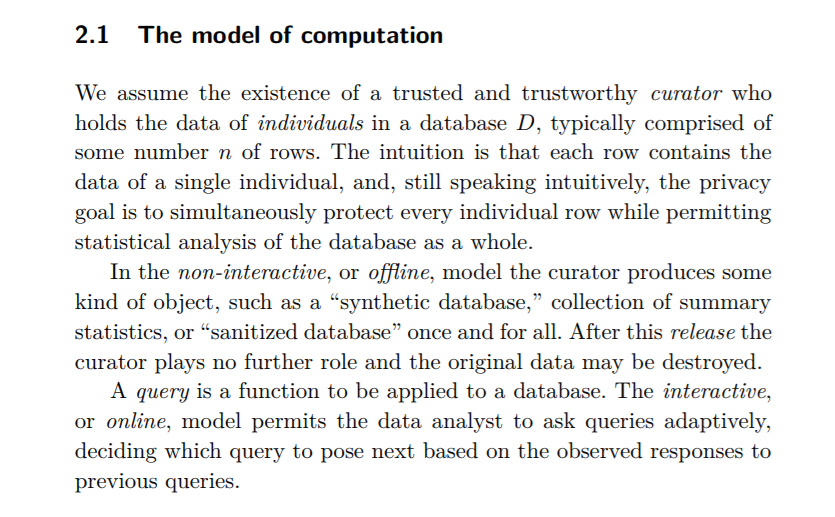 2.1 The model of computation
We assume the existence of a trusted and trustworthy curator who
holds the data of individuals in a database D, typically comprised of
some number n of rows. The intuition is that each row contains the
data of a single individual, and, still speaking intuitively, the privacy
goal is to simultaneously protect every individual row while permitting
statistical analysis of the database as a whole.
In the non-interactive, or offline, model the curator produces some
kind of object, such as a “synthetic database,” collection of summary
statistics, or “sanitized database” once and for all. After this release the
curator plays no further role and the original data may be destroyed.
A query is a function to be applied to a database. The interactive,
or online, model permits the data analyst to ask queries adaptively,
deciding which query to pose next based on the observed responses to
previous queries.